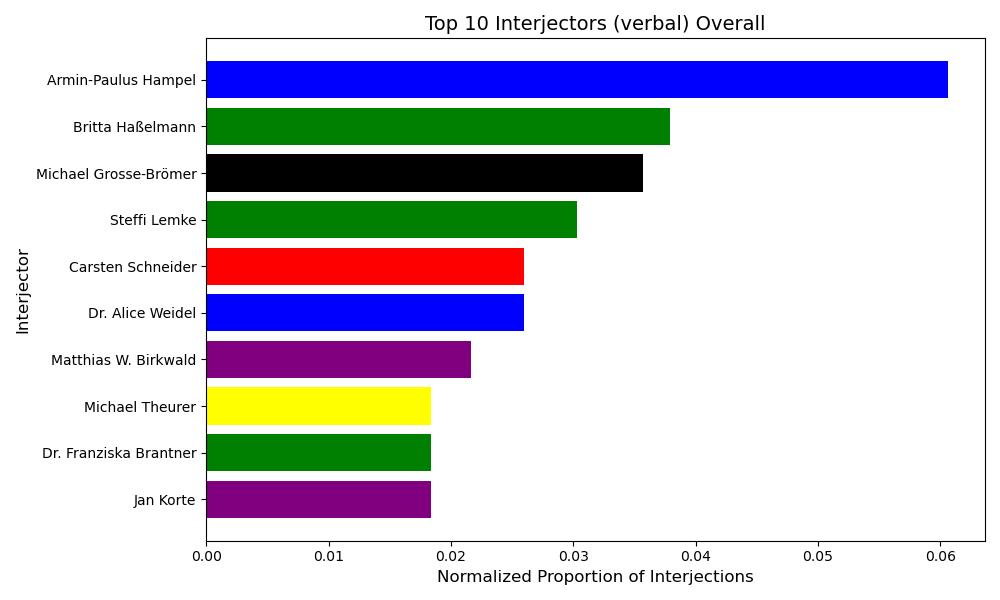 Top 10 Interjectors (verbal) Overall
Armin-Paulus Hampel
Britta Haßelmann
Michael Grosse-Brömer
Steffi Lemke
Carsten Schneider
Dr. Alice Weidel
Matthias W. Birkwald
Michael Theurer
Dr. Franziska Brantner
Jan Korte
Interjector
0.00 0.01 0.02 0.03 0.04 0.05 0.06
Normalized Proportion of Interjections